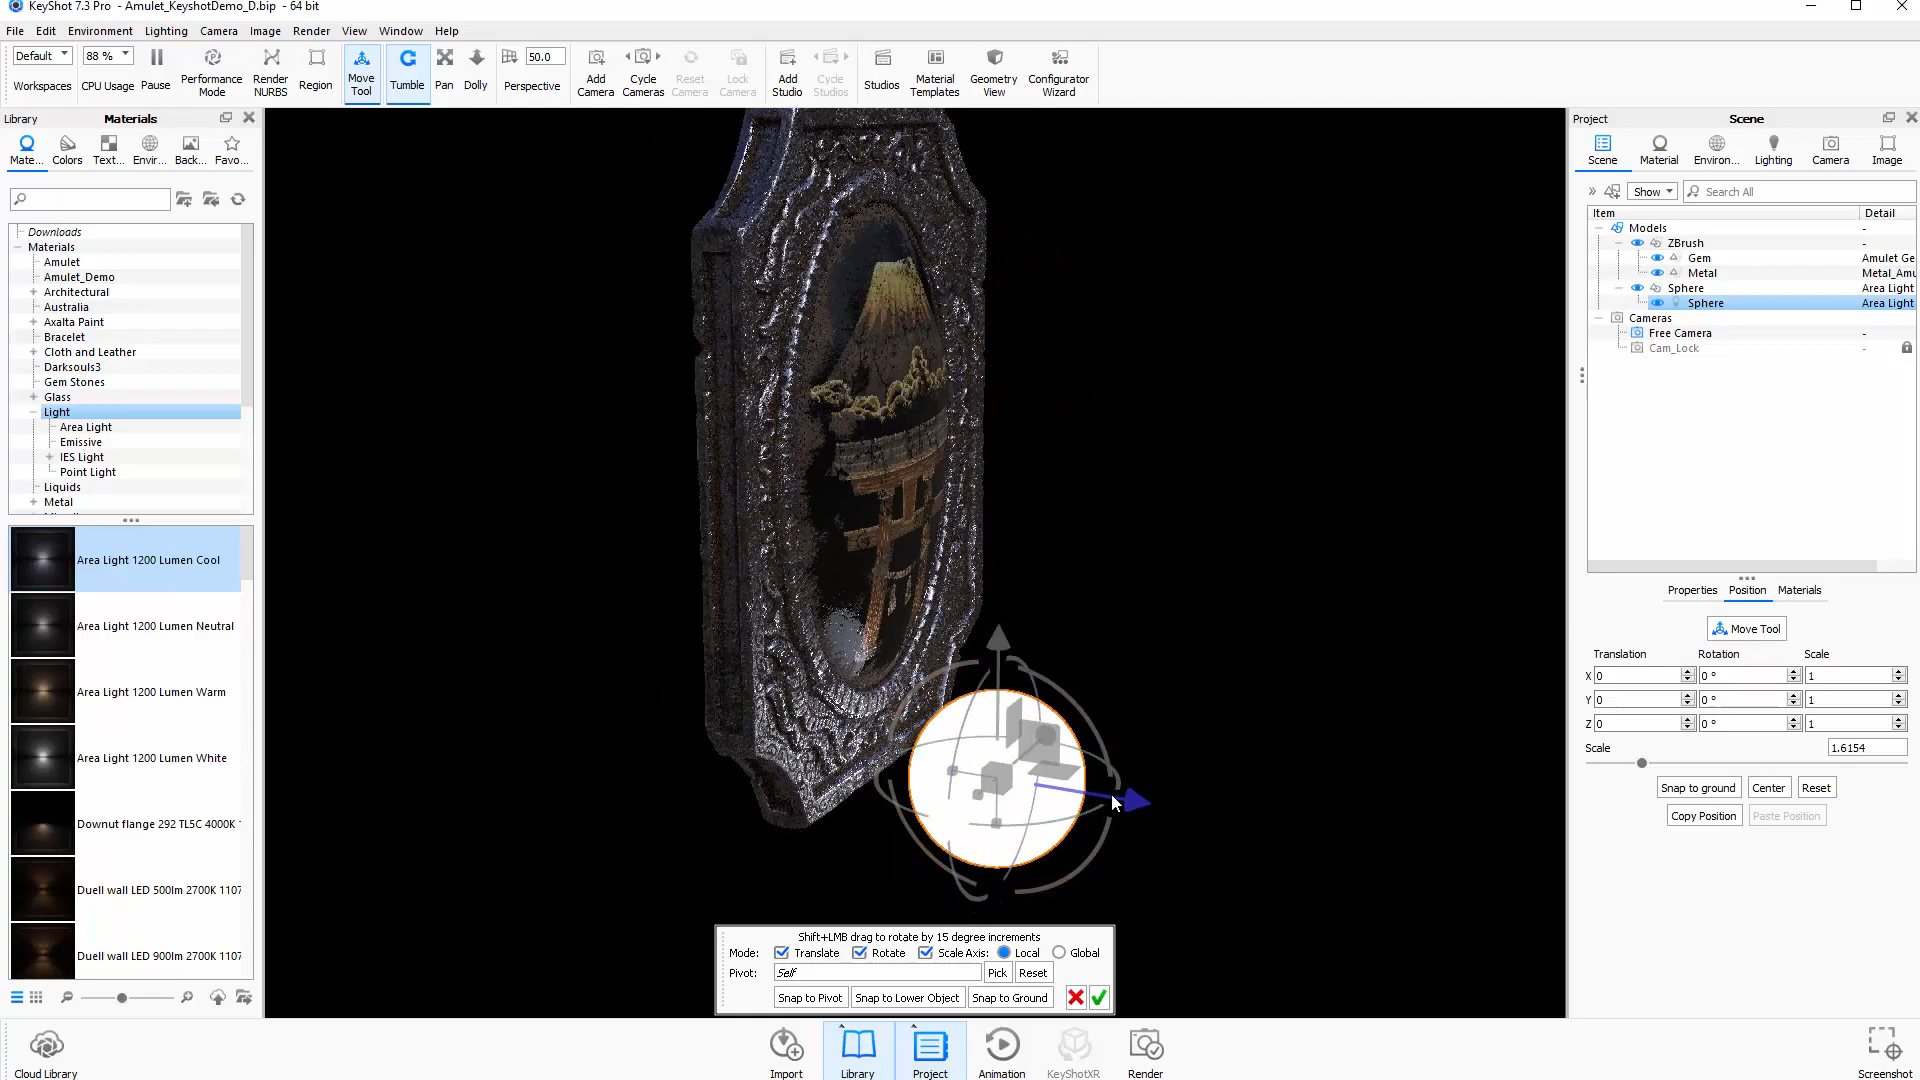 KeyShot 7.3 Pro - Amulet_KeyshotDemo_D.bip - 64 bit
File Edit Environment Lighting Camera Image Render View Window Help
Default 88 % 50.0
Workspaces CPU Usage Pause Performance Mode Render NURBS Region Move Tool Tumble Pan Dolly Perspective Add Camera Cycle Cameras Reset Camera Lock Camera Add Studio Cycle Studios Studios Material Templates Geometry View Configurator Wizard
Library Materials
Mate... Colors Text... Envir... Back... Favo...
Downloads
Materials
Amulet
Amulet_Demo
Architectural
Australia
Axalta Paint
Bracelet
Cloth and Leather
Darksouls3
Gem Stones
Glass
Light
Area Light
Emissive
IES Light
Point Light
Liquids
Metal
Area Light 1200 Lumen Cool
Area Light 1200 Lumen Neutral
Area Light 1200 Lumen Warm
Area Light 1200 Lumen White
Downut flange 292 TL5C 4000K
Duell wall LED 500lm 2700K 1107
Duell wall LED 900lm 2700K 1107
Shift+LMB drag to rotate by 15 degree increments
Mode: Translate Rotate Scale Axis: Local Global
Pivot: Self Pick Reset
Snap to Pivot Snap to Lower Object Snap to Ground
Project Scene
Scene Material Environ... Lighting Camera Image
Show Search All
Item Detail
Models -
ZBrush -
Gem Amulet Ge
Metal Metal_Amu
Sphere Area Light
Sphere Area Light
Cameras
Free Camera -
Cam_Lock -
Properties Position Materials
Move Tool
Translation Rotation Scale
X 0 0 ° 1
Y 0 0 ° 1
Z 0 0 ° 1
Scale 1.6154
Snap to ground Center Reset
Copy Position Paste Position
Cloud Library Import Library Project Animation KeyShotXR Render Screenshot